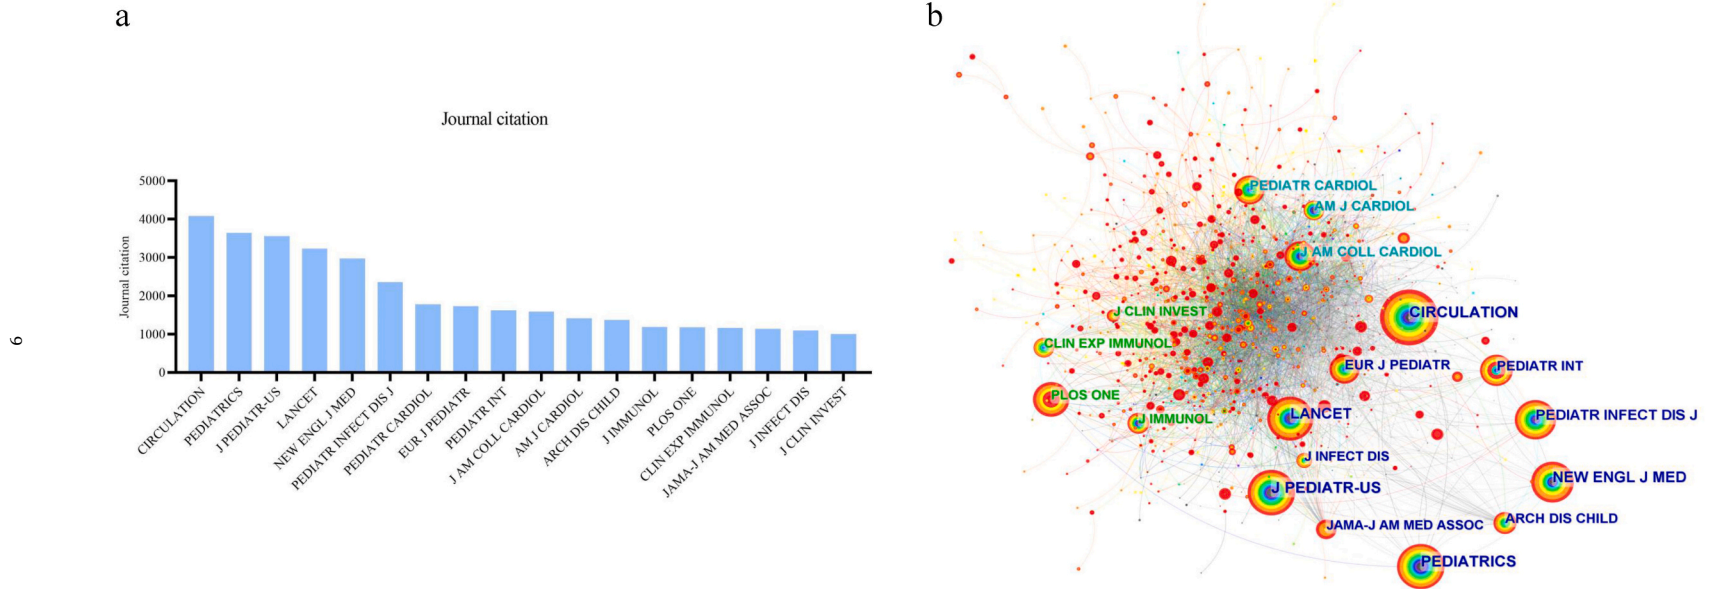 a
Journal citation
5000
4000
3000
2000
1000
0
Journal citation
CIRCULATION
PEDIATRICS
J PEDIATR-US
LANCET
NEW ENGL J MED
PEDIATR INFECT DIS J
PEDIATR CARDIOL
EUR J PEDIATR
PEDIATR INT
J AM COLL CARDIOL
AM J CARDIOL
ARCH DIS CHILD
J IMMUNOL
PLOS ONE
CLIN EXP IMMUNOL
JAMA-J AM MED ASSOC
J INFECT DIS
J CLIN INVEST
6
b
PEDIATR CARDIOL
AM J CARDIOL
J AM COLL CARDIOL
J CLIN INVEST
CIRCULATION
CLIN EXP IMMUNOL
EUR J PEDIATR
PEDIATR INT
PLOS ONE
LANCET
PEDIATR INFECT DIS J
J IMMUNOL
J INFECT DIS
NEW ENGL J MED
J PEDIATR-US
ARCH DIS CHILD
JAMA-J AM MED ASSOC
PEDIATRICS